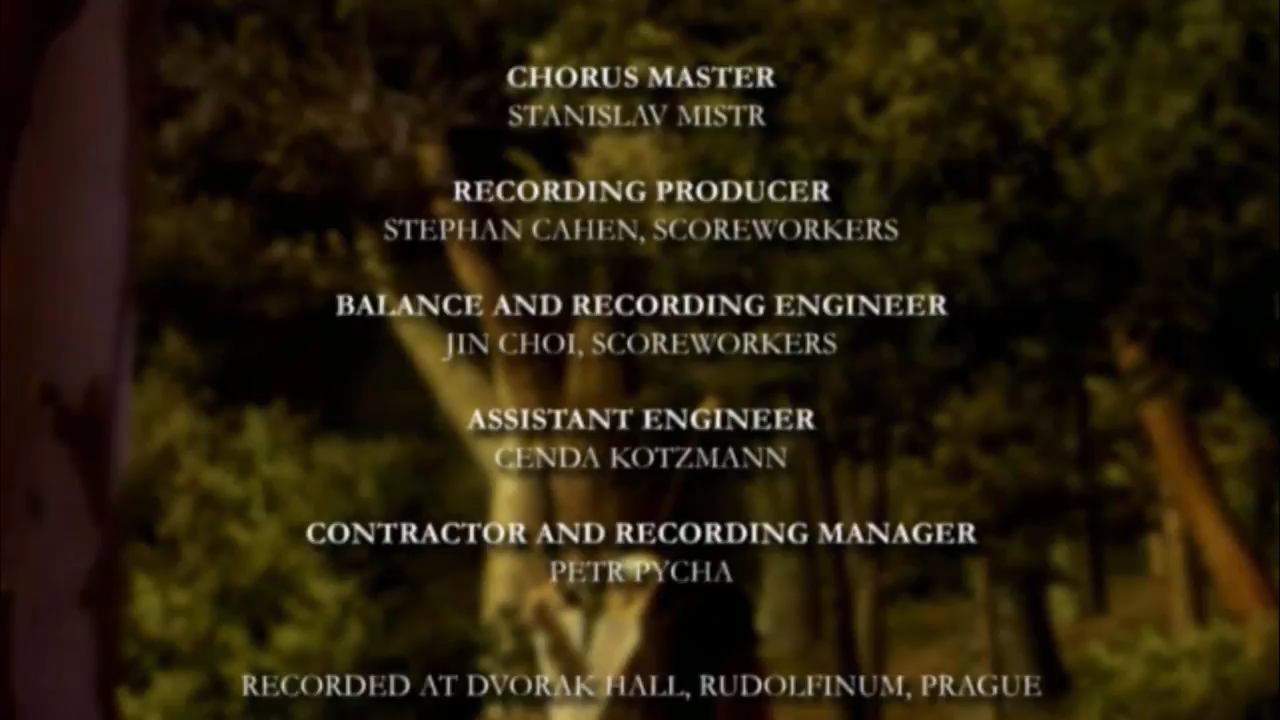 CHORUS MASTER
STANISLAV MISTR
RECORDING PRODUCER
STEPHAN CAHEN, SCOREWORKERS
BALANCE AND RECORDING ENGINEER
JIN CHOI, SCOREWORKERS
ASSISTANT ENGINEER
CENDA KOTZMANN
CONTRACTOR AND RECORDING MANAGER
PETR PYCHA
RECORDED AT DVORAK HALL, RUDOLFINUM, PRAGUE